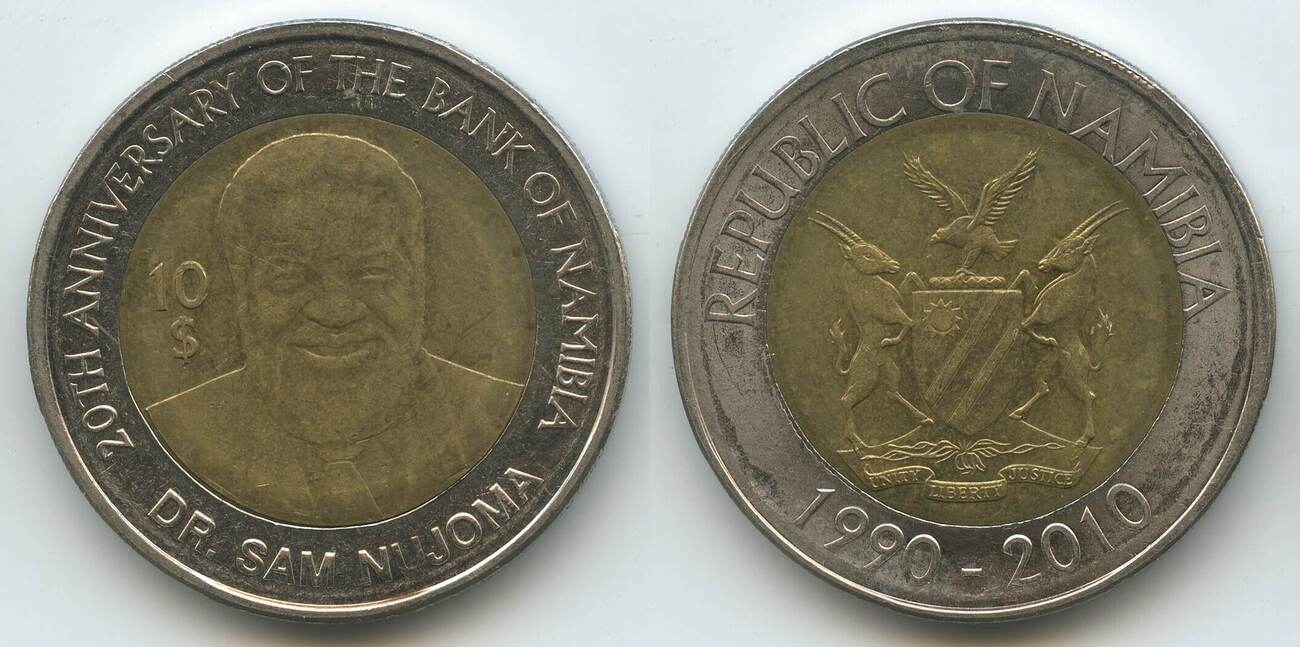 20TH ANNIVERSARY OF THE BANK OF NAMIBIA
10
$
DR. SAM NUJOMA
REPUBLIC OF NAMIBIA
UNITY LIBERTY JUSTICE
1990 - 2010